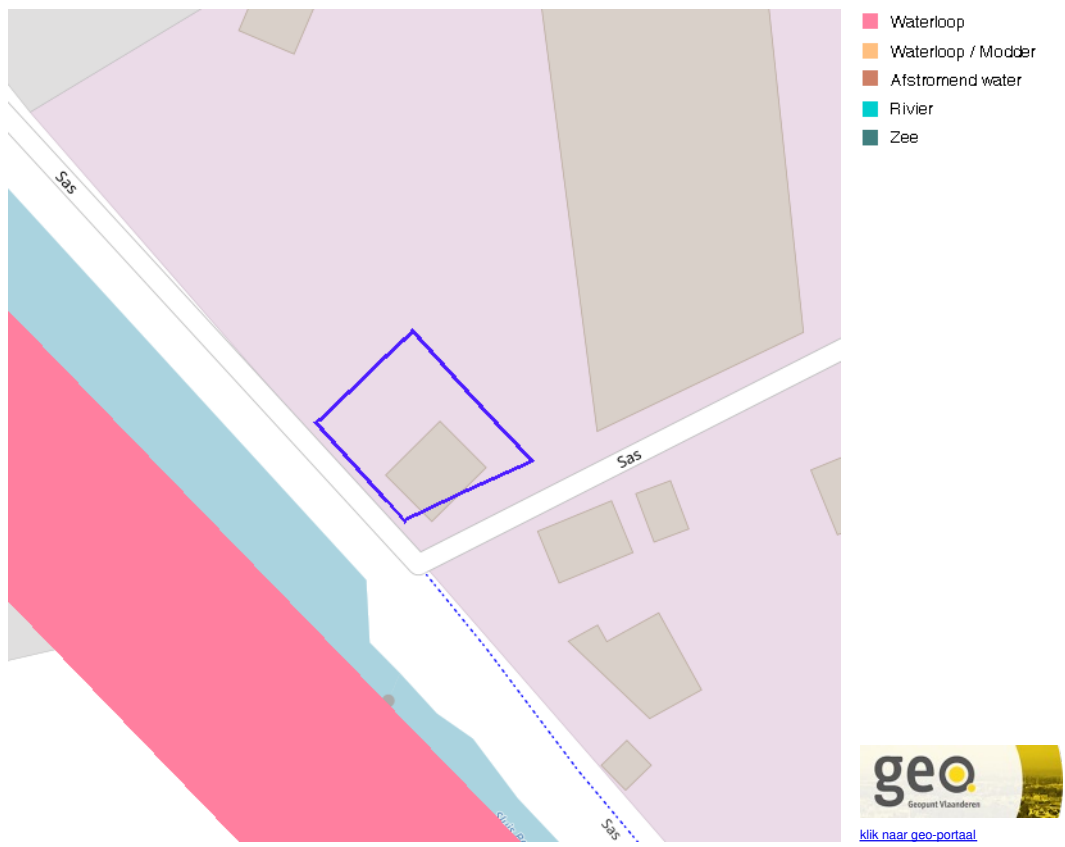 Waterloop
Waterloop / Modder
Afstromend water
Rivier
Zee
Sas
Sas
Sas
geo.
Geopunt Vlaanderen
klik naar geo-portaal